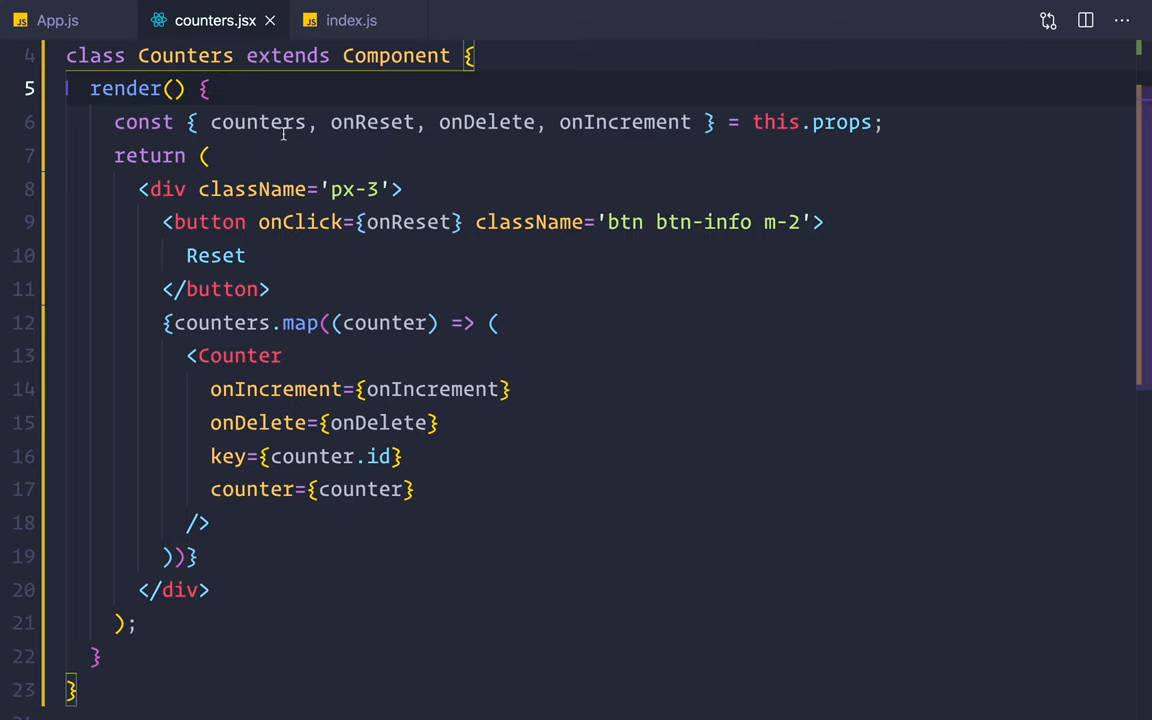 JS App.js counters.jsx × JS index.js ...
4 class Counters extends Component {
5 render() {
6 const { counters, onReset, onDelete, onIncrement } = this.props;
7 return (
8 <div className='px-3'>
9 <button onClick={onReset} className='btn btn-info m-2'>
10 Reset
11 </button>
12 {counters.map((counter) => (
13 <Counter
14 onIncrement={onIncrement}
15 onDelete={onDelete}
16 key={counter.id}
17 counter={counter}
18 />
19 ))}
20 </div>
21 );
22 }
23 }